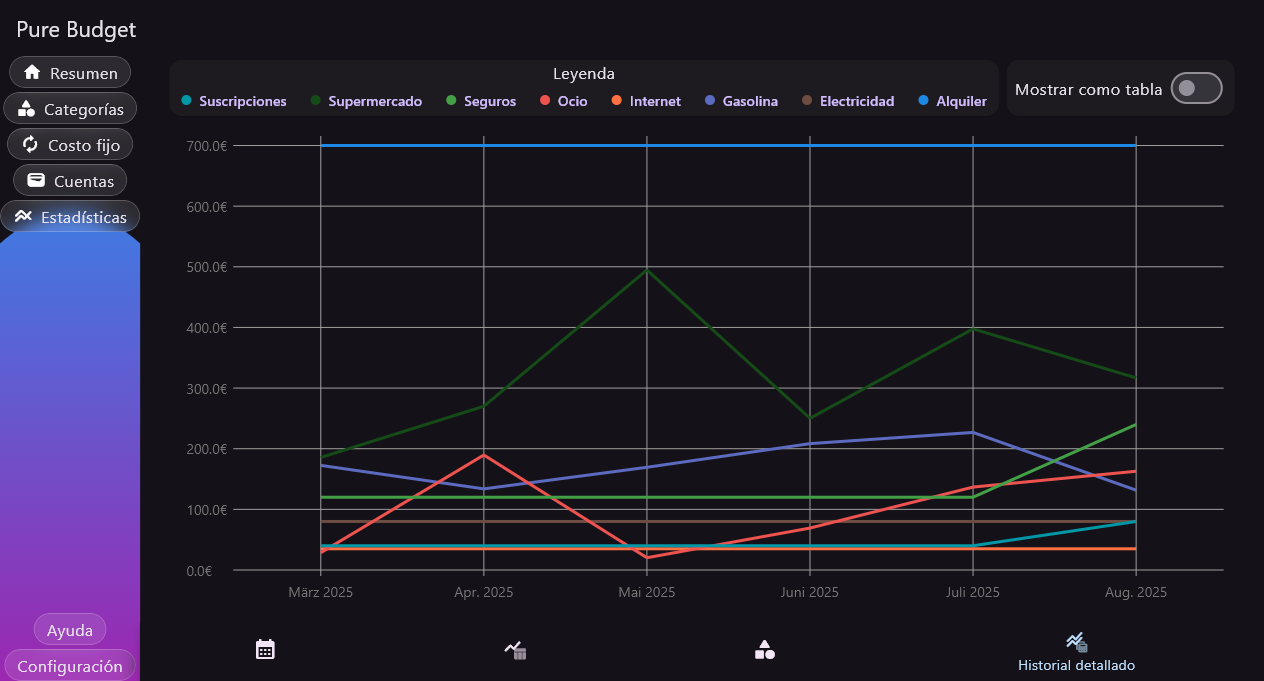 Pure Budget
Resumen
Categorías
Costo fijo
Cuentas
Estadísticas
Leyenda
Suscripciones Supermercado Seguros Ocio Internet Gasolina Electricidad Alquiler
Mostrar como tabla
700.0€
600.0€
500.0€
400.0€
300.0€
200.0€
100.0€
0.0€
März 2025 Apr. 2025 Mai 2025 Juni 2025 Juli 2025 Aug. 2025
Ayuda
Configuración
Historial detallado